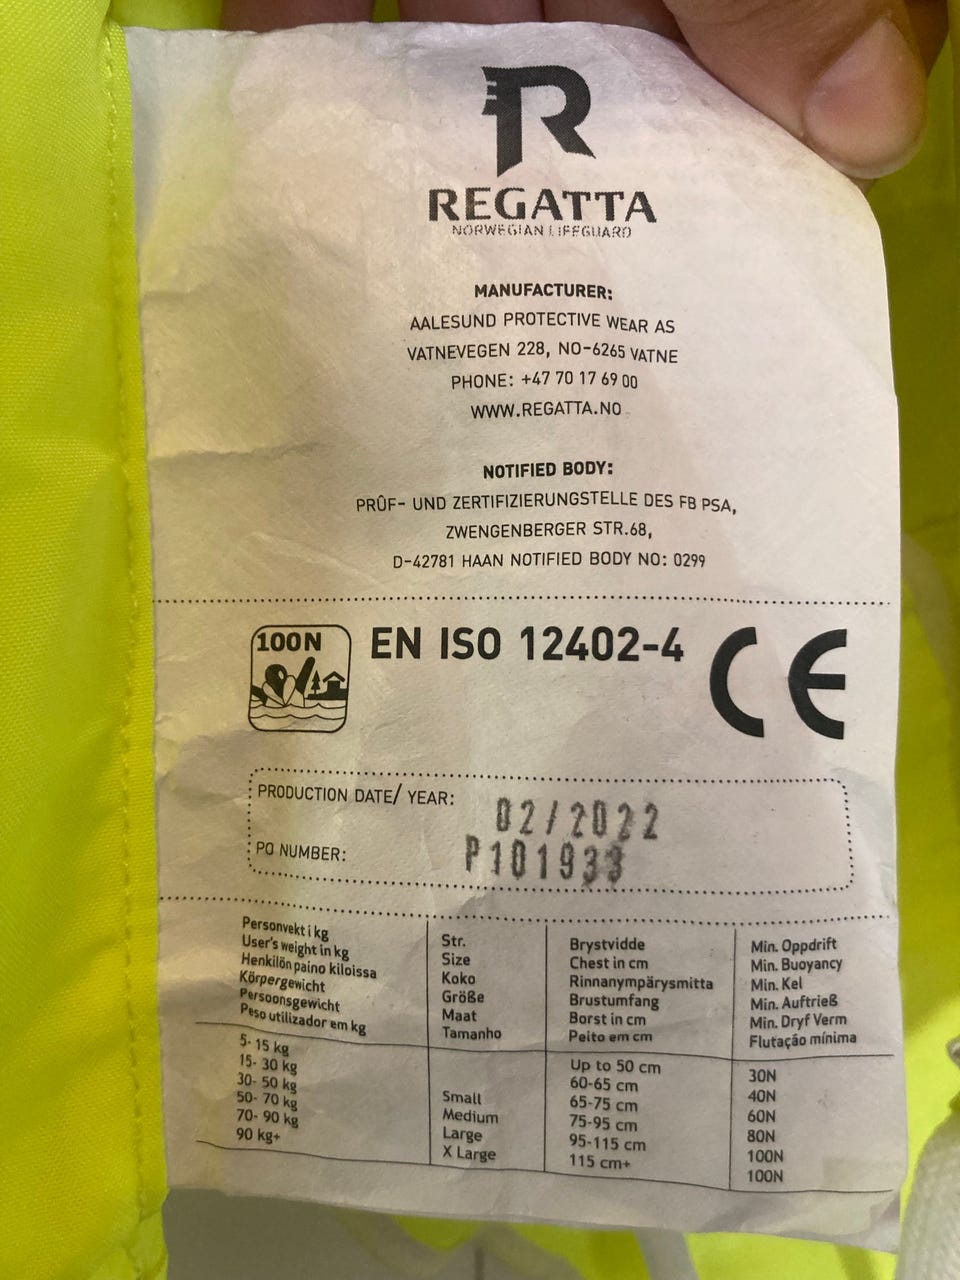 R
REGATTA
NORWEGIAN LIFEGUARD
MANUFACTURER:
AALESUND PROTECTIVE WEAR AS
VATNEVEGEN 228, NO-6265 VATNE
PHONE: +47 70 17 69 00
WWW.REGATTA.NO
NOTIFIED BODY:
PRÛF- UND ZERTIFIZIERUNGSTELLE DES FB PSA,
ZWENGENBERGER STR.68,
D-42781 HAAN NOTIFIED BODY NO: 0299
100N
EN ISO 12402-4 CE
PRODUCTION DATE/ YEAR: 02/2022
PO NUMBER: P101933
Personvekt i kg Str. Brystvidde Min. Oppdrift
User's weight in kg Size Chest in cm Min. Buoyancy
Henkilön paino kiloissa Koko Rinnanympärysmitta Min. Kel
Körpergewicht Größe Brustumfang Min. Auftrieß
Persoonsgewicht Maat Borst in cm Min. Dryf Verm
Peso utilizador em kg Tamanho Peito em cm Flutação mínima
5- 15 kg Up to 50 cm 30N
15- 30 kg 60-65 cm 40N
30- 50 kg Small 65-75 cm 60N
50- 70 kg Medium 75-95 cm 80N
70- 90 kg Large 95-115 cm 100N
90 kg+ X Large 115 cm+ 100N